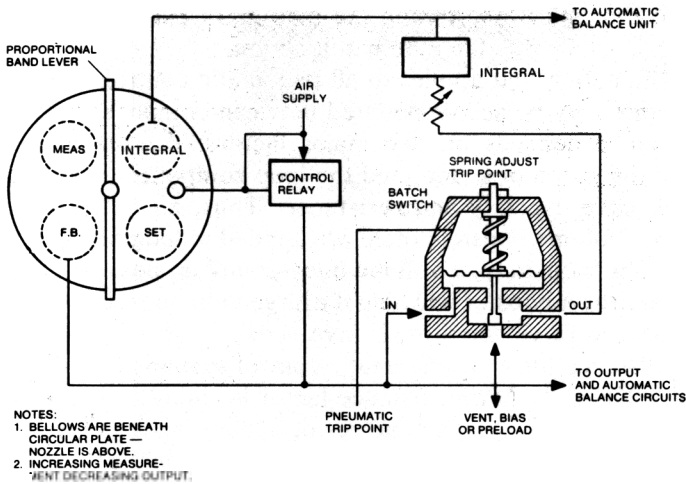 TO AUTOMATIC
BALANCE UNIT
PROPORTIONAL
BAND LEVER
INTEGRAL
AIR
SUPPLY
MEAS
INTEGRAL
SPRING ADJUST
TRIP POINT
CONTROL
RELAY
BATCH
SWITCH
F.B.
SET
IN
OUT
TO OUTPUT
AND AUTOMATIC
BALANCE CIRCUITS
PNEUMATIC
TRIP POINT
VENT, BIAS
OR PRELOAD
NOTES:
1. BELLOWS ARE BENEATH
CIRCULAR PLATE —
NOZZLE IS ABOVE.
2. INCREASING MEASURE-
MENT DECREASING OUTPUT.